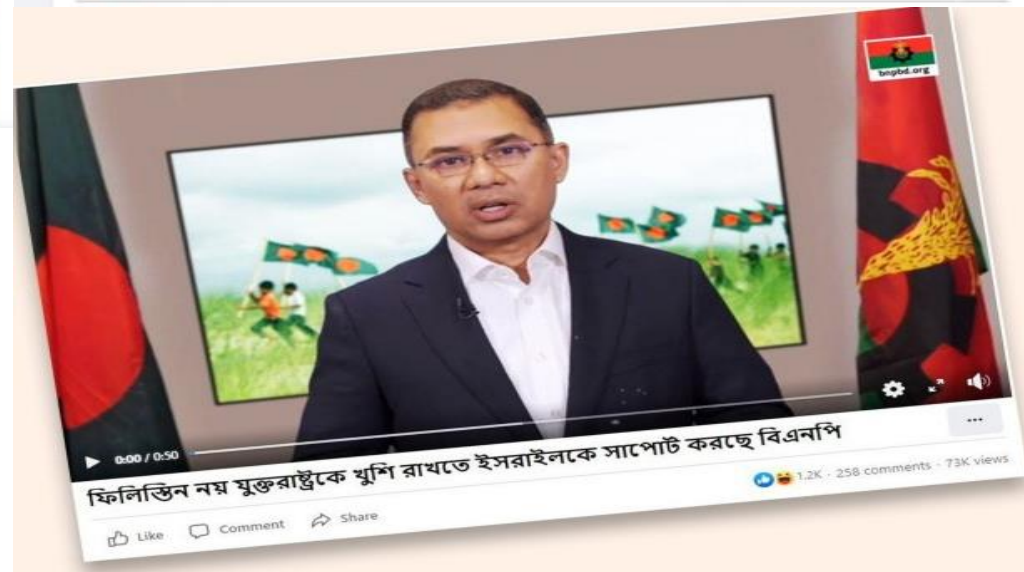 bnpbd.org
0:00 / 0:50
ফিলিস্তিন নয় যুক্তরাষ্ট্রকে খুশি রাখতে ইসরাইলকে সাপোর্ট করছে বিএনপি
1.2K · 258 comments · 73K views
Like Comment Share